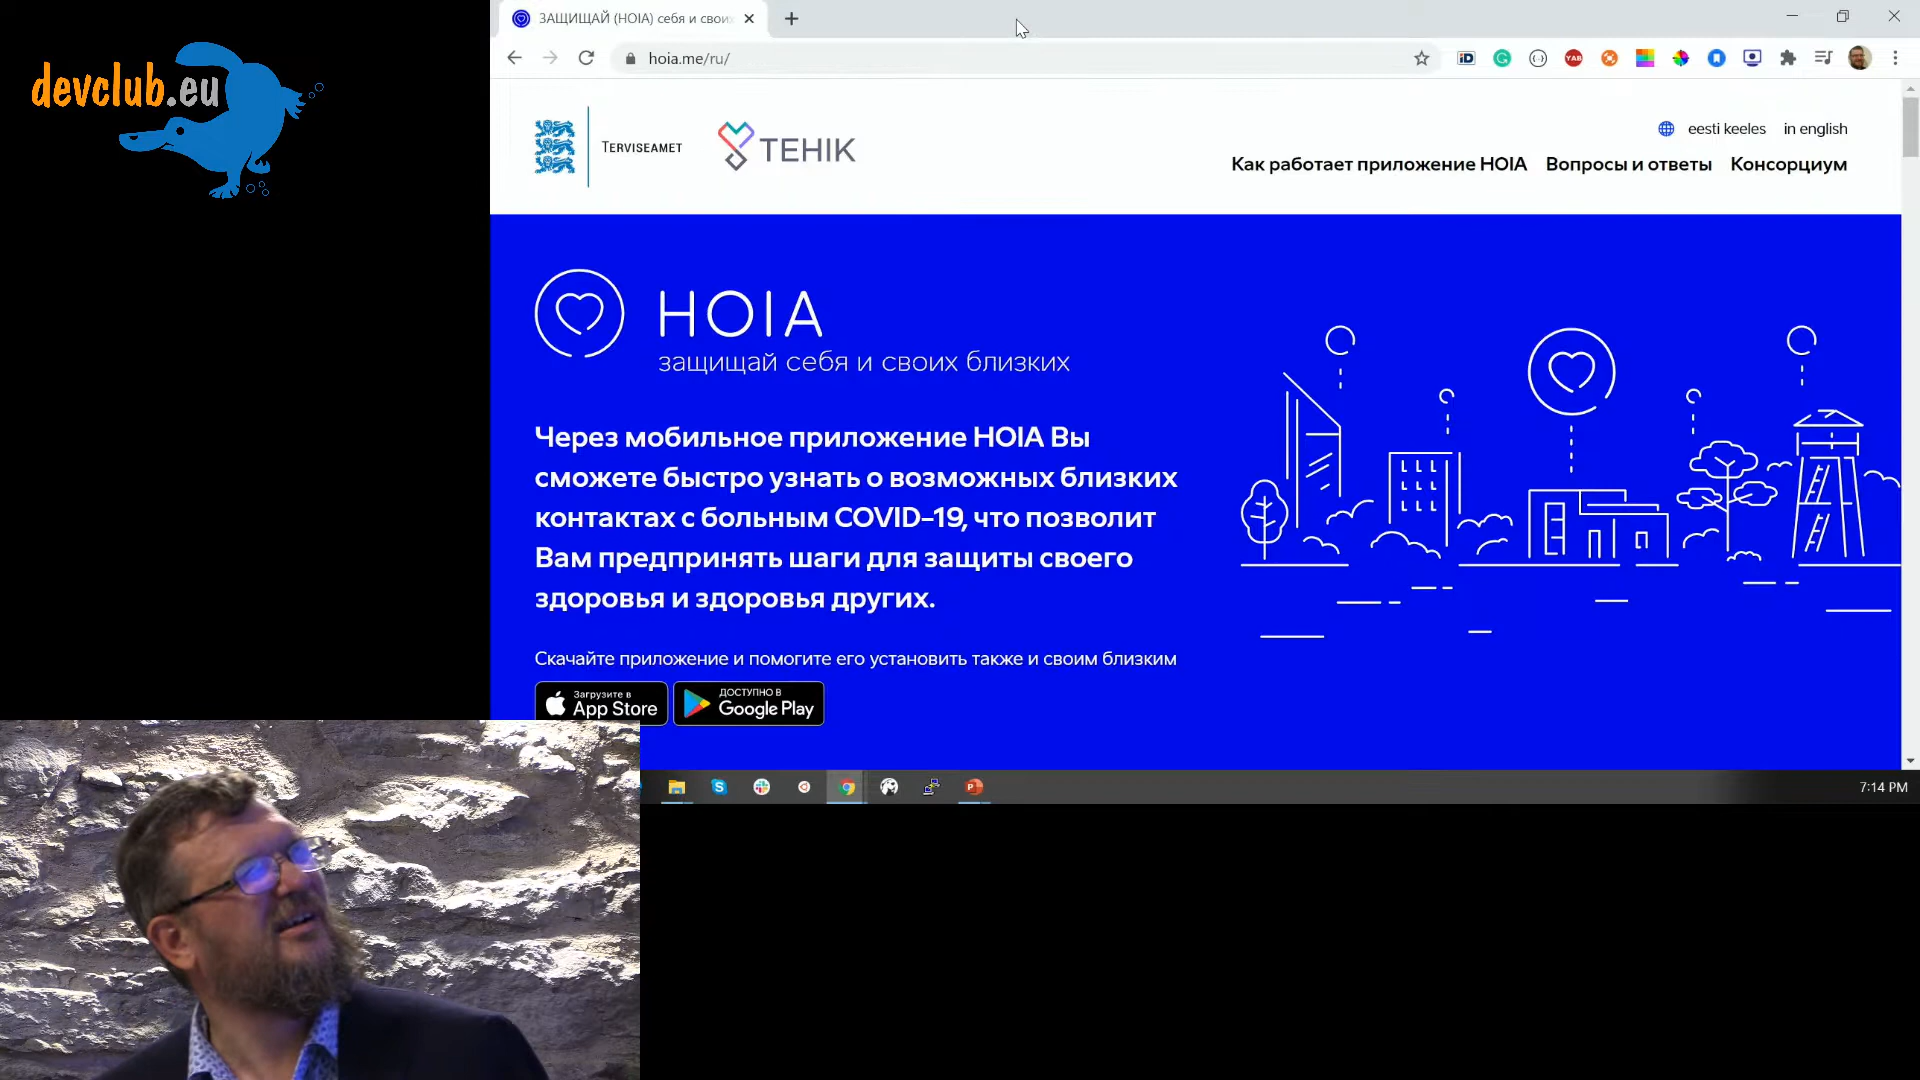 devclub.eu
ЗАЩИЩАЙ (HOIA) себя и своих
hoia.me/ru/
TERVISEAMET
TEHIK
eesti keeles
in english
Как работает приложение HOIA
Вопросы и ответы
Консорциум
HOIA
защищай себя и своих близких
Через мобильное приложение HOIA Вы
сможете быстро узнать о возможных близких
контактах с больным COVID-19, что позволит
Вам предпринять шаги для защиты своего
здоровья и здоровья других.
Скачайте приложение и помогите его установить также и своим близким
Загрузите в
App Store
ДОСТУПНО В
Google Play
7:14 PM